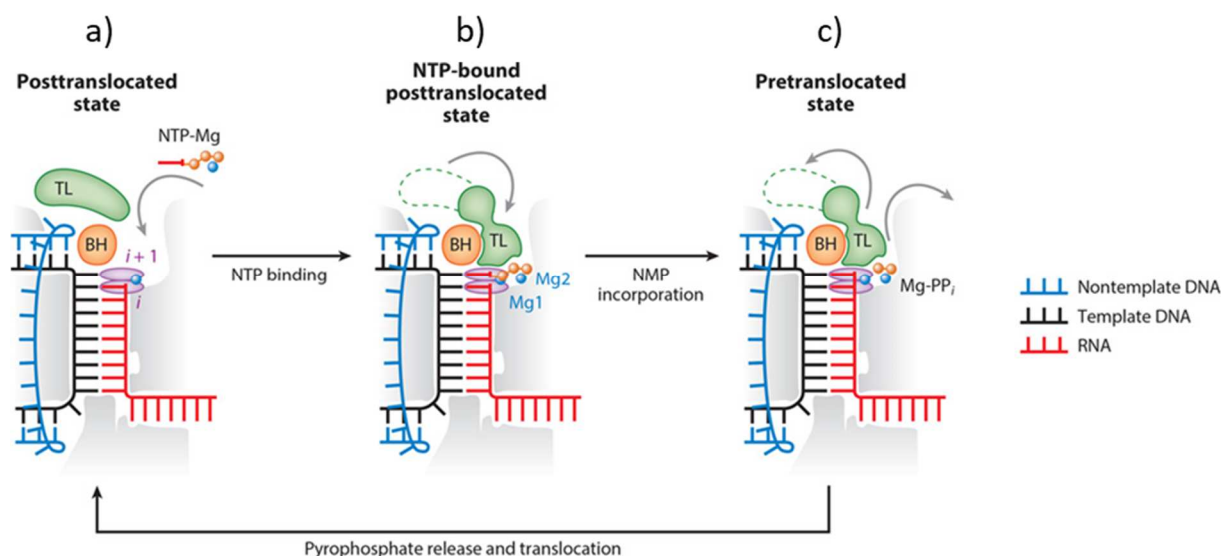 a)
b)
c)
Posttranslocated
state
NTP-bound
posttranslocated
state
Pretranslocated
state
NTP-Mg
TL
BH
i + 1
i
NTP binding
BH
TL
Mg2
Mg1
NMP
incorporation
BH
TL
Mg-PPi
Nontemplate DNA
Template DNA
RNA
Pyrophosphate release and translocation